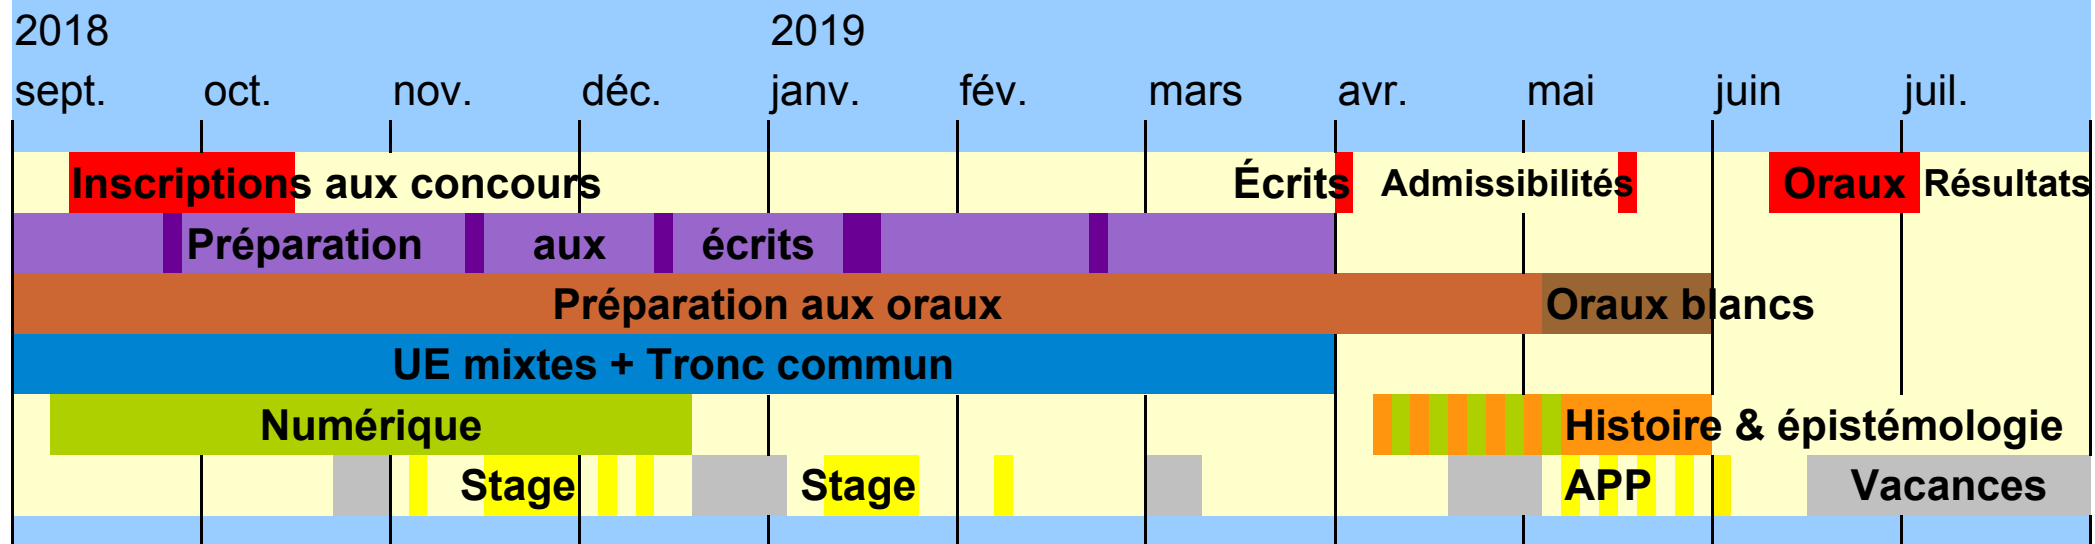 2018 2019
sept. oct. nov. déc. janv. fév. mars avr. mai juin juil.
Inscriptions aux concours Écrits Admissibilités Oraux Résultats
Préparation aux écrits
Préparation aux oraux Oraux blancs
UE mixtes + Tronc commun
Numérique Histoire & épistémologie
Stage Stage APP Vacances